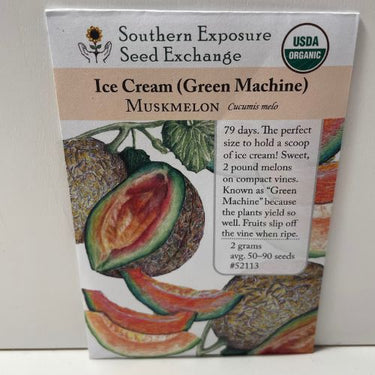 Southern Exposure
Seed Exchange
USDA
ORGANIC
Ice Cream (Green Machine)
MUSKMELON Cucumis melo
79 days. The perfect
size to hold a scoop
of ice cream! Sweet,
2 pound melons
on compact vines.
Known as “Green
Machine” because
the plants yield so
well. Fruits slip off
the vine when ripe.
2 grams
avg. 50–90 seeds
#52113